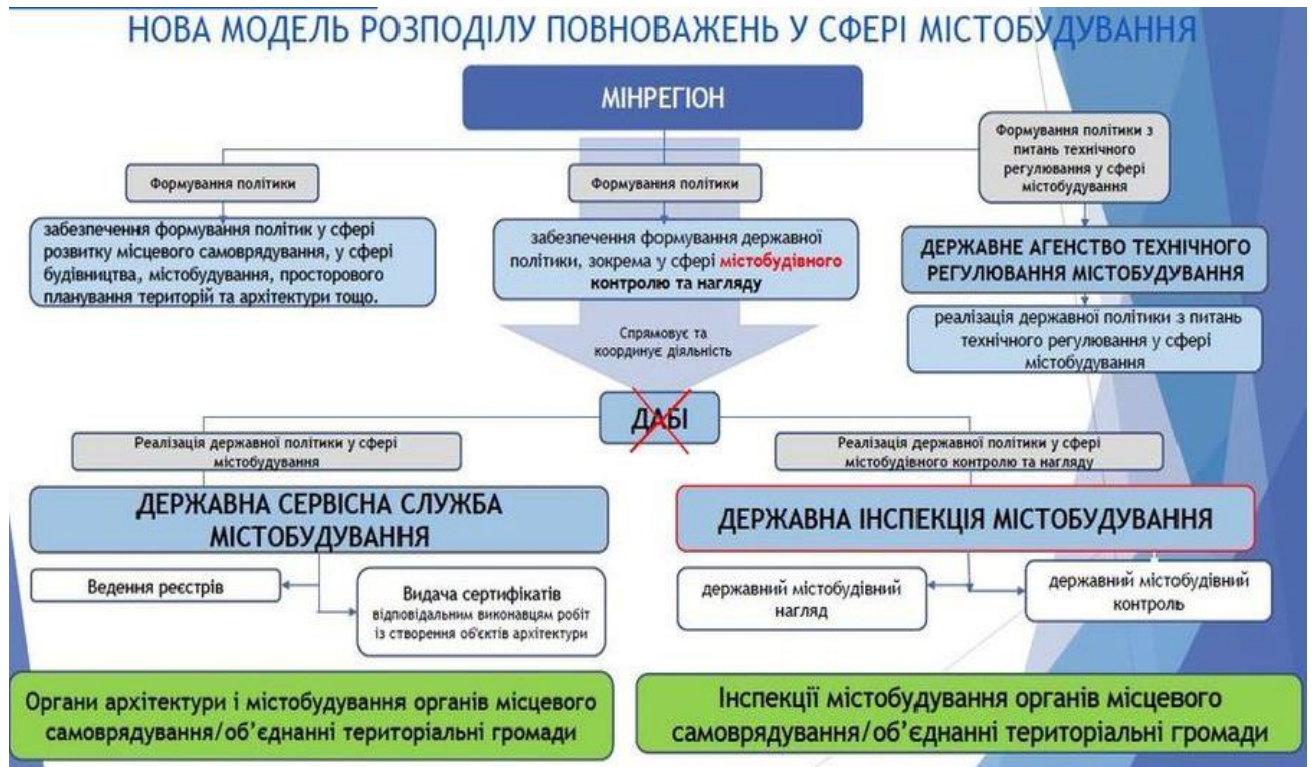 НОВА МОДЕЛЬ РОЗПОДІЛУ ПОВНОВАЖЕНЬ У СФЕРІ МІСТОБУДУВАННЯ
МІНРЕГІОН
Формування політики
Формування політики
Формування політики з
питань технічного
регулювання у сфері
містобудування
забезпечення формування політик у сфері
розвитку місцевого самоврядування, у сфері
будівництва, містобудування, просторового
планування територій та архітектури тощо.
забезпечення формування державної
політики, зокрема у сфері містобудівного
контролю та нагляду
ДЕРЖАВНЕ АГЕНСТВО ТЕХНІЧНОГО
РЕГУЛЮВАННЯ МІСТОБУДУВАННЯ
реалізація державної політики з питань
технічного регулювання у сфері
містобудування
Спрямовує та
координує діяльність
ДАБІ
Реалізація державної політики у сфері
містобудування
Реалізація державної політики у сфері
містобудівного контролю та нагляду
ДЕРЖАВНА СЕРВІСНА СЛУЖБА
МІСТОБУДУВАННЯ
ДЕРЖАВНА ІНСПЕКЦІЯ МІСТОБУДУВАННЯ
Ведення реєстрів
Видача сертифікатів
відповідальним виконавцям робіт
із створення об'єктів архітектури
державний містобудівний
нагляд
державний містобудівний
контроль
Органи архітектури і містобудування органів місцевого
самоврядування/об’єднанні територіальні громади
Інспекції містобудування органів місцевого
самоврядування/об’єднанні територіальні громади